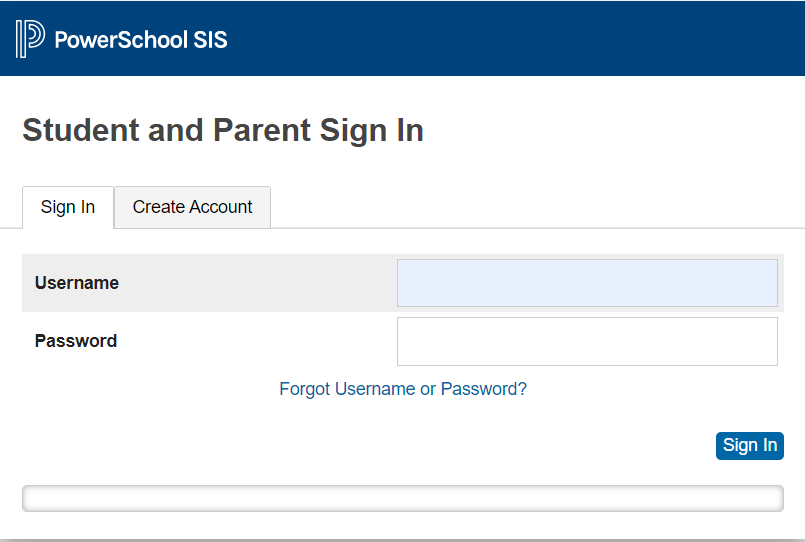 PowerSchool SIS
Student and Parent Sign In
Sign In
Create Account
Username
Password
Forgot Username or Password?
Sign In